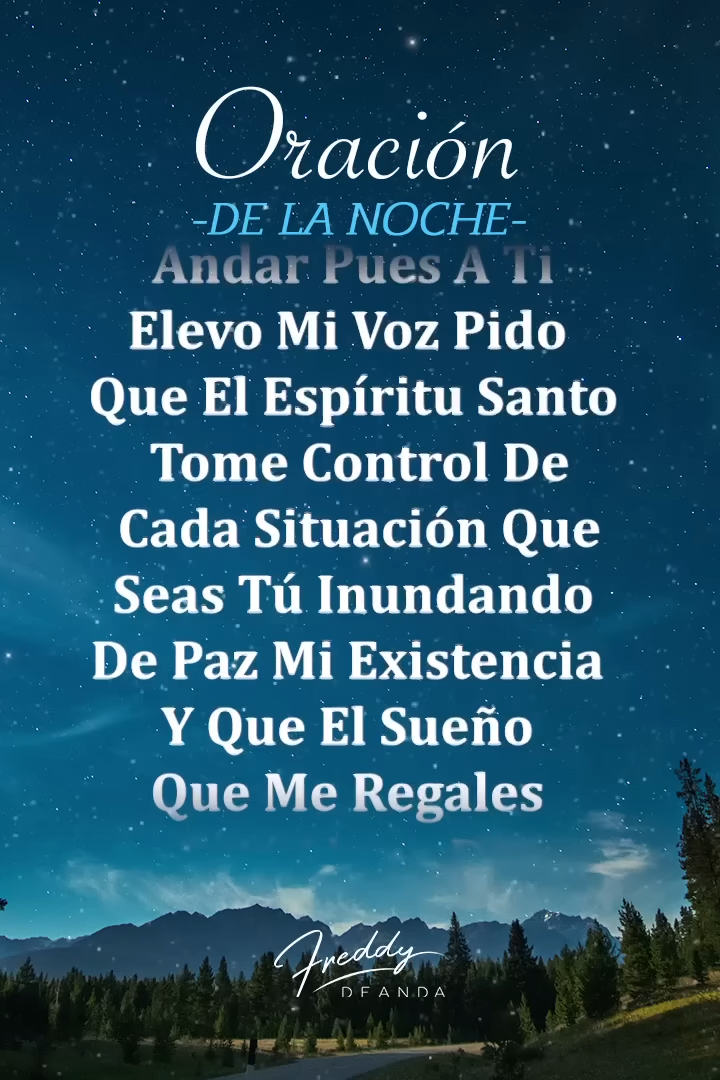 Oración
-DE LA NOCHE-
Andar Pues A Ti
Elevo Mi Voz Pido
Que El Espíritu Santo
Tome Control De
Cada Situación Que
Seas Tú Inundando
De Paz Mi Existencia
Y Que El Sueño
Que Me Regales
Freddy
DEANDA